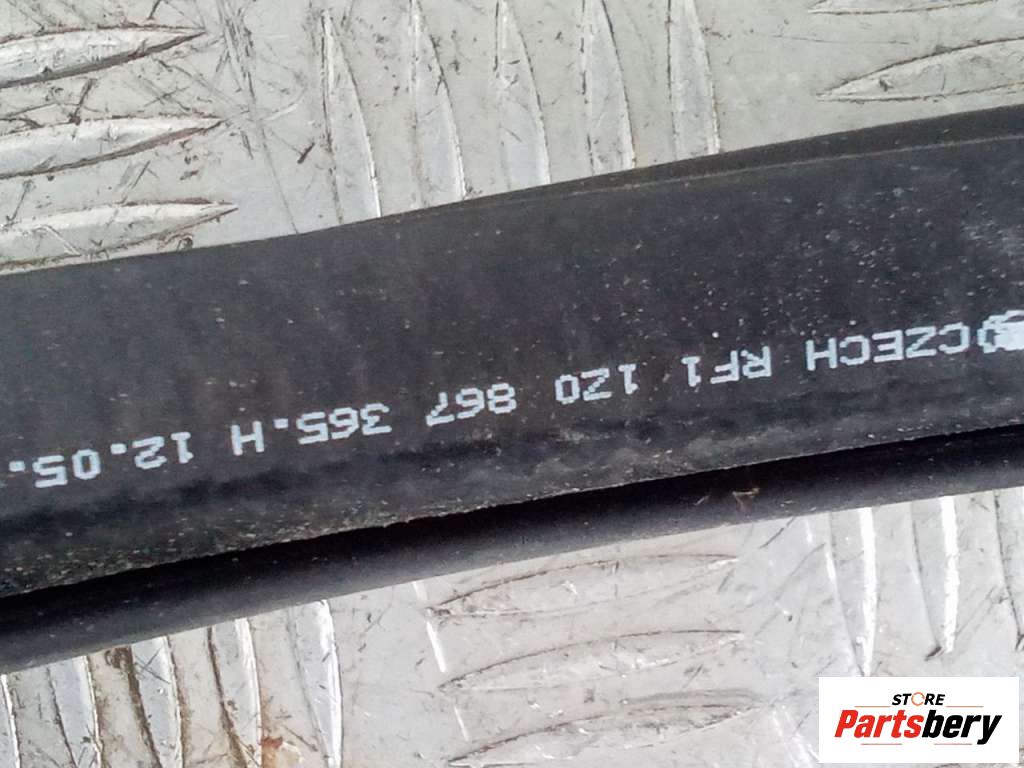 CZECH RF1 1Z0 867 365.H 12.05.
STORE
Partsbery